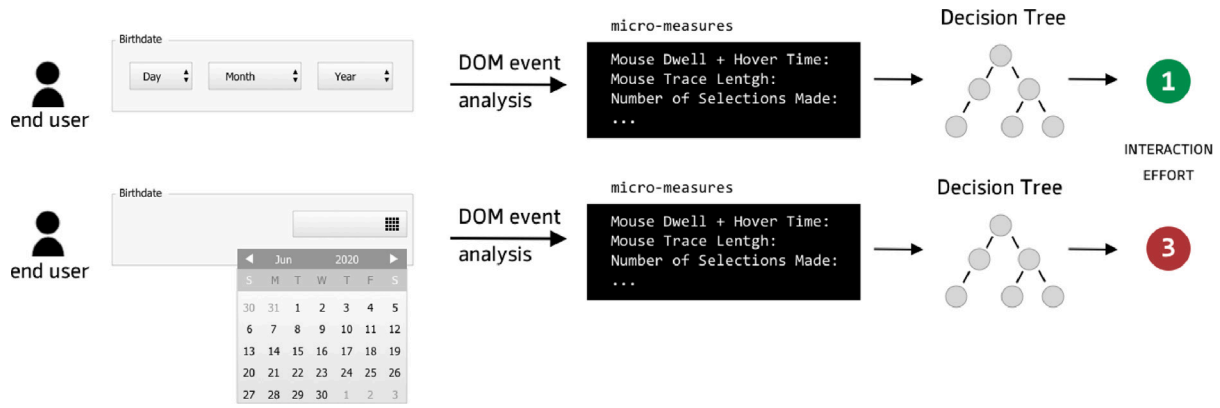 Birthdate
Day Month Year
end user
DOM event
analysis
micro-measures
Mouse Dwell + Hover Time:
Mouse Trace Lentgh:
Number of Selections Made:
...
Decision Tree
1
INTERACTION
EFFORT
Birthdate
end user
Jun 2020
S M T W T F S
30 31 1 2 3 4 5
6 7 8 9 10 11 12
13 14 15 16 17 18 19
20 21 22 23 24 25 26
27 28 29 30 1 2 3
DOM event
analysis
micro-measures
Mouse Dwell + Hover Time:
Mouse Trace Lentgh:
Number of Selections Made:
...
Decision Tree
3